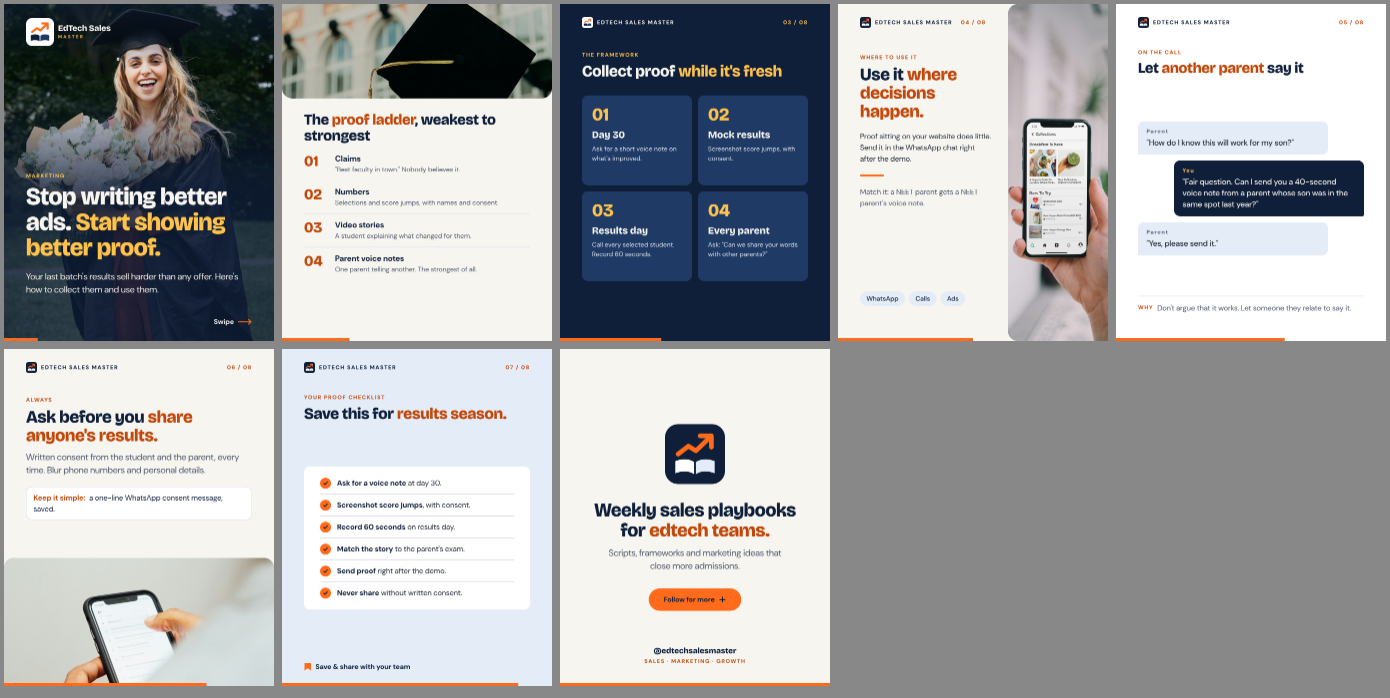 EdTech Sales
MASTER
MARKETING
Stop writing better
ads. Start showing
better proof.
Your last batch's results sell harder than any offer. Here's
how to collect them and use them.
Swipe
The proof ladder, weakest to
strongest
01
Claims
"Best faculty in town." Nobody believes it.
02
Numbers
Selections and score jumps, with names and consent.
03
Video stories
A student explaining what changed for them.
04
Parent voice notes
One parent telling another. The strongest of all.
EDTECH SALES MASTER
03 / 08
THE FRAMEWORK
Collect proof while it's fresh
01
Day 30
Ask for a short voice note on
what's improved.
02
Mock results
Screenshot score jumps, with
consent.
03
Results day
Call every selected student.
Record 60 seconds.
04
Every parent
Ask: "Can we share your words
with other parents?"
EDTECH SALES MASTER
04 / 08
WHERE TO USE IT
Use it where
decisions
happen.
Proof sitting on your website does little.
Send it in the WhatsApp chat right
after the demo.
Match it: a NEET parent gets a NEET
parent's voice note.
WhatsApp
Calls
Ads
EDTECH SALES MASTER
05 / 08
ON THE CALL
Let another parent say it
Parent
"How do I know this will work for my son?"
You
"Fair question. Can I send you a 40-second
voice note from a parent whose son was in the
same spot last year?"
Parent
"Yes, please send it."
WHY Don't argue that it works. Let someone they relate to say it.
EDTECH SALES MASTER
06 / 08
ALWAYS
Ask before you share
anyone's results.
Written consent from the student and the parent, every
time. Blur phone numbers and personal details.
Keep it simple: a one-line WhatsApp consent message,
saved.
EDTECH SALES MASTER
07 / 08
YOUR PROOF CHECKLIST
Save this for results season.
Ask for a voice note at day 30.
Screenshot score jumps, with consent.
Record 60 seconds on results day.
Match the story to the parent's exam.
Send proof right after the demo.
Never share without written consent.
Save & share with your team
Weekly sales playbooks
for edtech teams.
Scripts, frameworks and marketing ideas that
close more admissions.
Follow for more +
@edtechsalesmaster
SALES · MARKETING · GROWTH